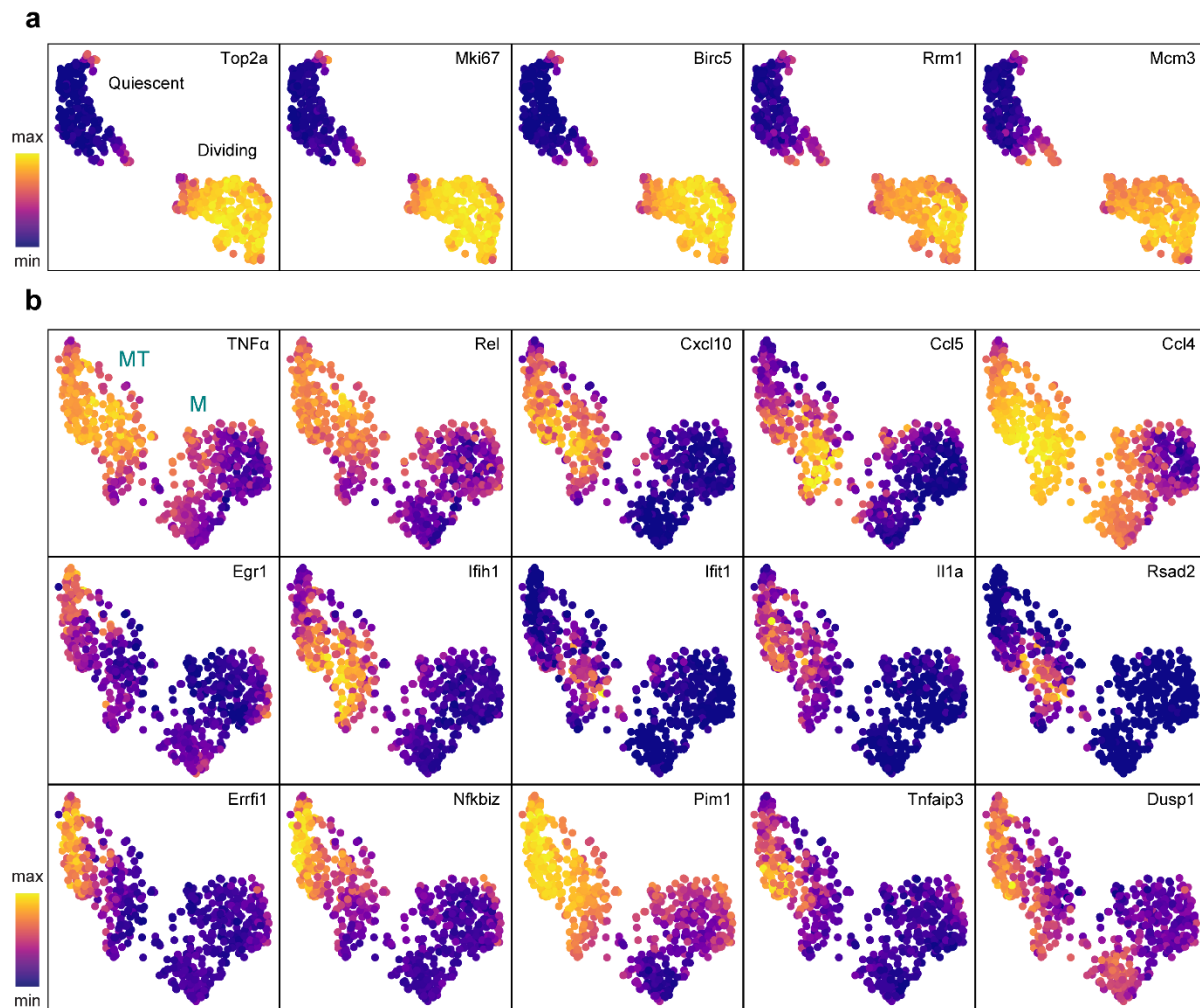 a
Top2a
Mki67
Birc5
Rrm1
Mcm3
Quiescent
Dividing
max
min
b
TNFα
Rel
Cxcl10
Ccl5
Ccl4
MT
M
Egr1
Ifih1
Ifit1
Il1a
Rsad2
Errfi1
Nfkbiz
Pim1
Tnfaip3
Dusp1
max
min